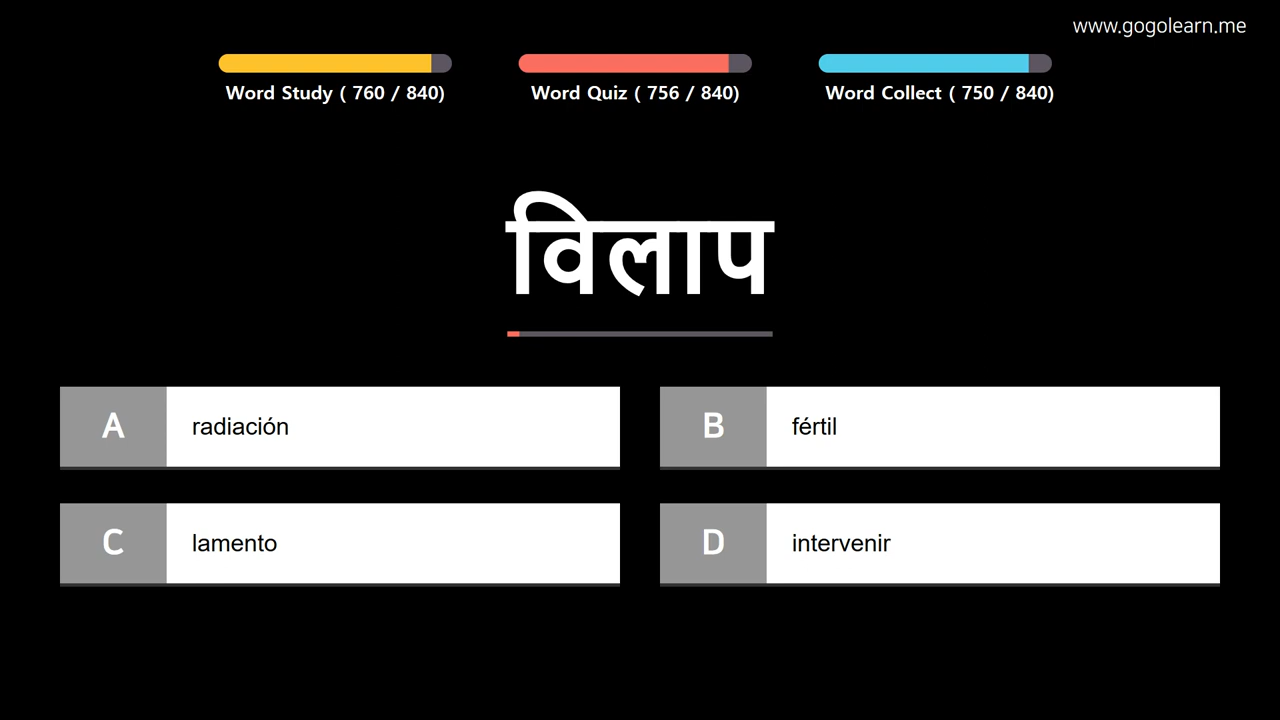 www.gogolearn.me
Word Study ( 760 / 840)
Word Quiz ( 756 / 840)
Word Collect ( 750 / 840)
विलाप
A
radiación
B
fértil
C
lamento
D
intervenir